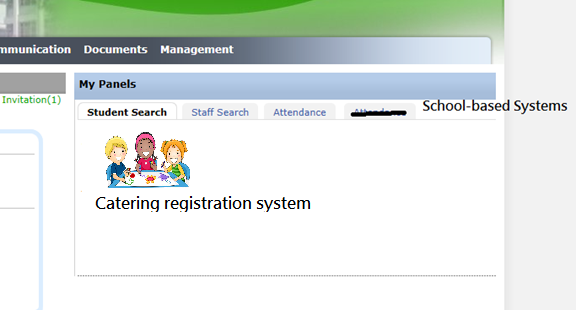 mmunication Documents Management
My Panels
Invitation(1)
Student Search Staff Search Attendance School-based Systems
Catering registration system